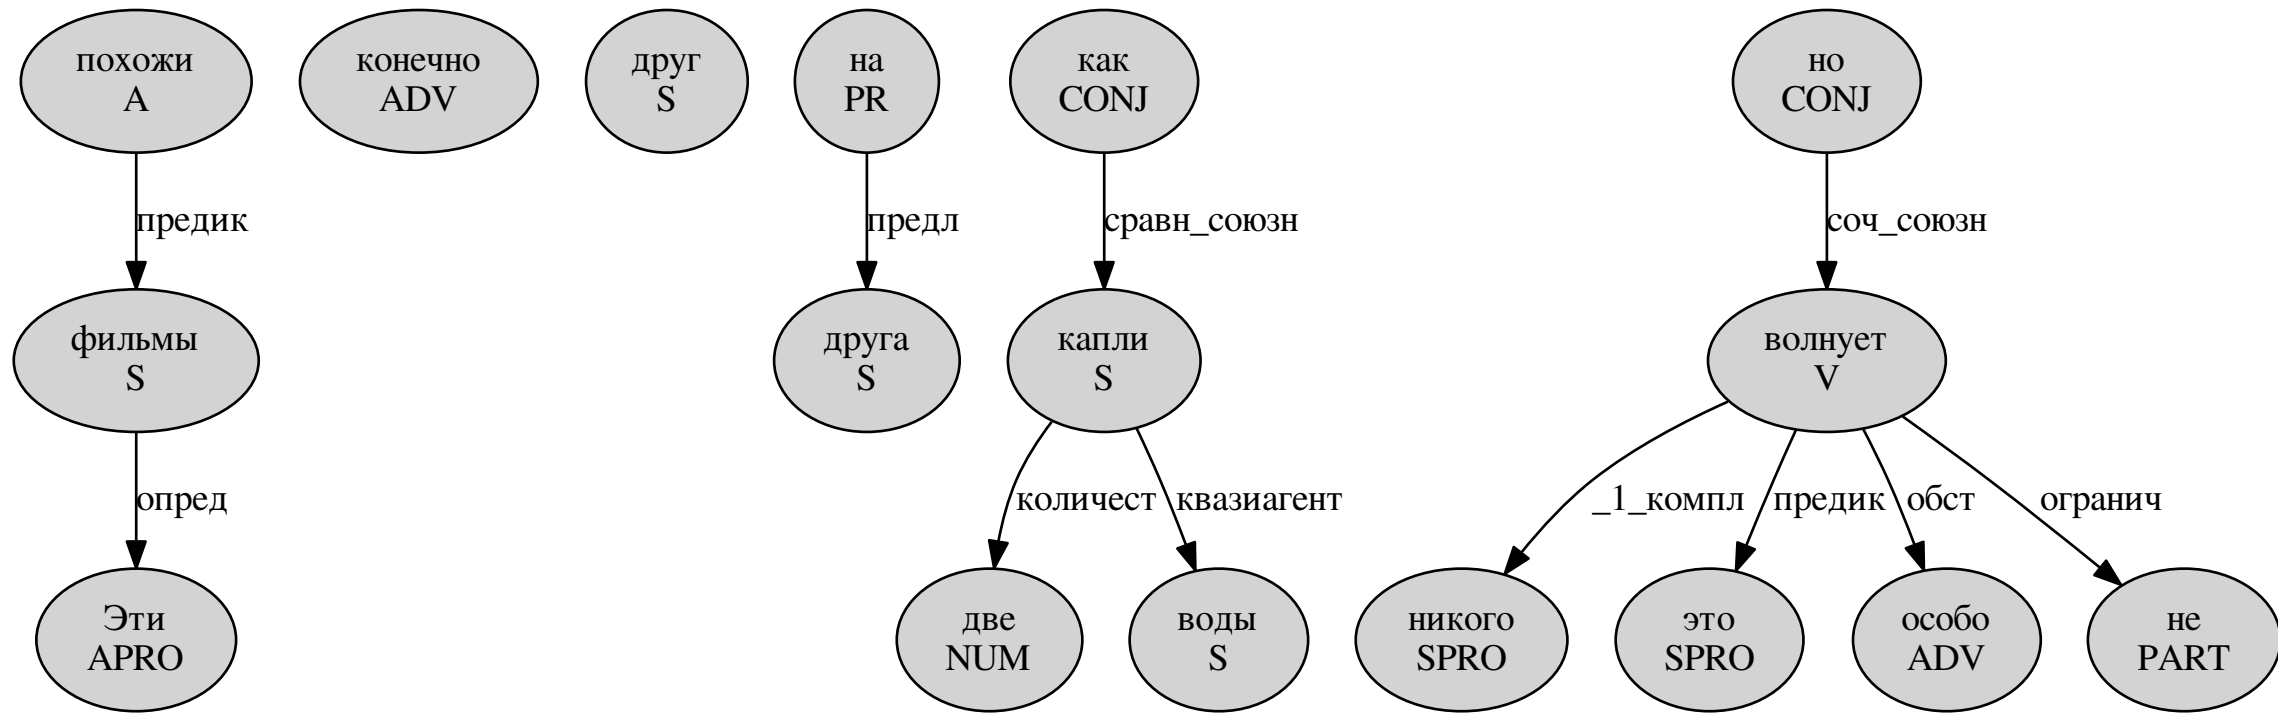 похожи
A
конечно
ADV
друг
S
на
PR
как
CONJ
но
CONJ
предик
предл
сравн_союзн
соч_союзн
фильмы
S
друга
S
капли
S
волнует
V
опред
количест
квазиагент
_1_компл
предик
обст
огранич
Эти
APRO
две
NUM
воды
S
никого
SPRO
это
SPRO
особо
ADV
не
PART